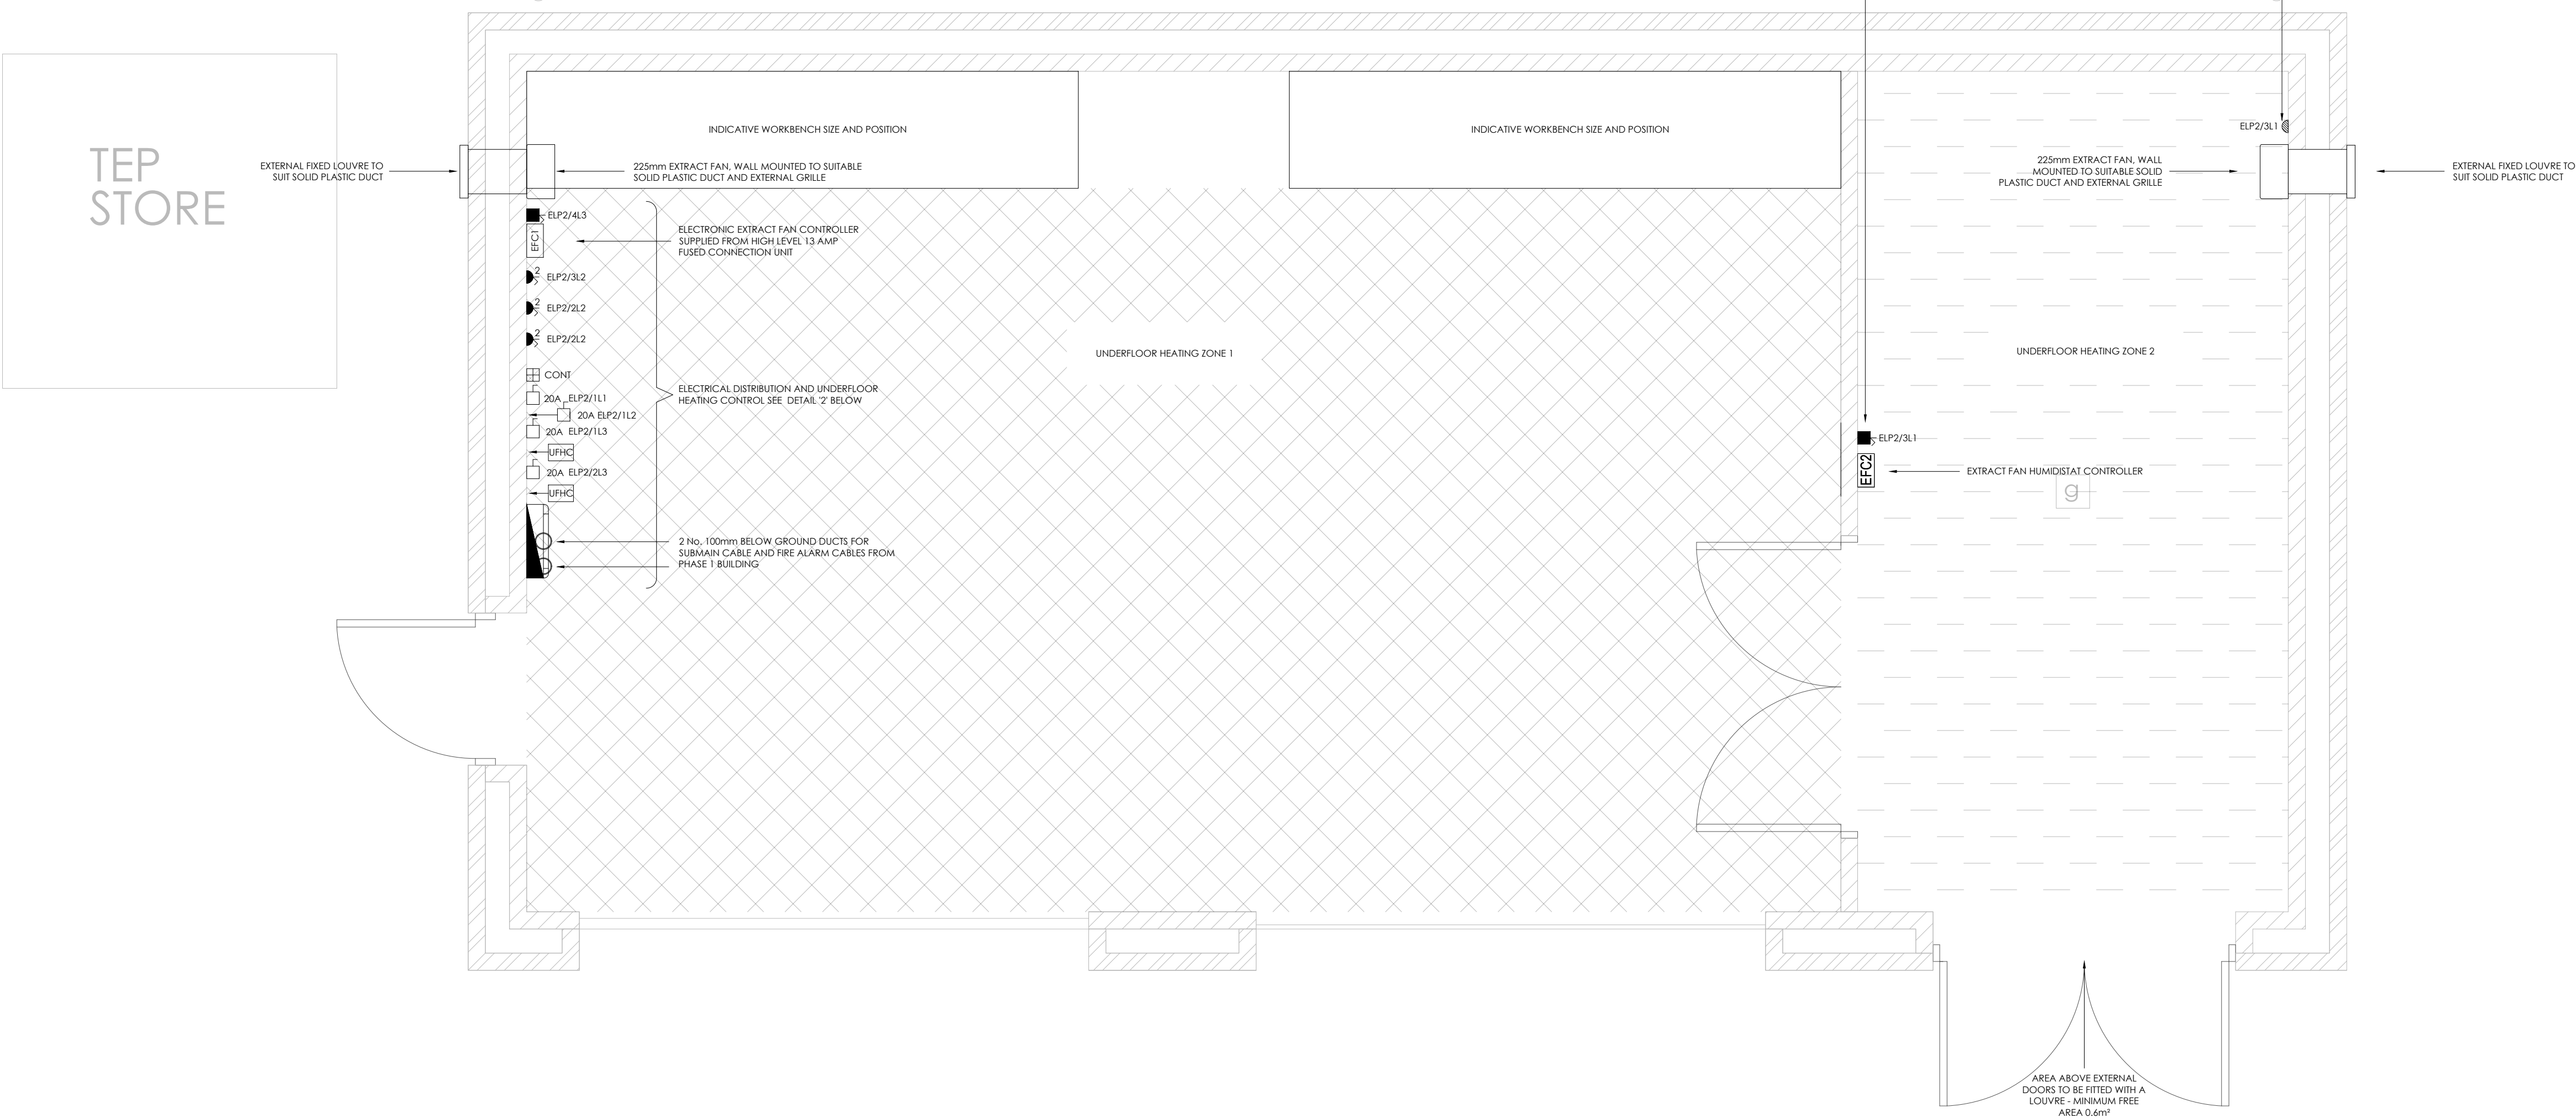 TEP
STORE
EXTERNAL FIXED LOUVRE TO
SUIT SOLID PLASTIC DUCT
INDICATIVE WORKBENCH SIZE AND POSITION
225mm EXTRACT FAN, WALL MOUNTED TO SUITABLE
SOLID PLASTIC DUCT AND EXTERNAL GRILLE
INDICATIVE WORKBENCH SIZE AND POSITION
ELP2/3L1
225mm EXTRACT FAN, WALL
MOUNTED TO SUITABLE SOLID
PLASTIC DUCT AND EXTERNAL GRILLE
EXTERNAL FIXED LOUVRE TO
SUIT SOLID PLASTIC DUCT
ELP2/4L3
EFC1
ELECTRONIC EXTRACT FAN CONTROLLER
SUPPLIED FROM HIGH LEVEL 13 AMP
FUSED CONNECTION UNIT
2
ELP2/3L2
2
ELP2/2L2
2
ELP2/2L2
UNDERFLOOR HEATING ZONE 1
UNDERFLOOR HEATING ZONE 2
CONT
20A ELP2/1L1
20A ELP2/1L2
20A ELP2/1L3
UFHC
20A ELP2/2L3
UFHC
ELECTRICAL DISTRIBUTION AND UNDERFLOOR
HEATING CONTROL SEE DETAIL '2' BELOW
2 No. 100mm BELOW GROUND DUCTS FOR
SUBMAIN CABLE AND FIRE ALARM CABLES FROM
PHASE 1 BUILDING
ELP2/3L1
EFC2
EXTRACT FAN HUMIDISTAT CONTROLLER
g
AREA ABOVE EXTERNAL
DOORS TO BE FITTED WITH A
LOUVRE - MINIMUM FREE
AREA 0.6m²